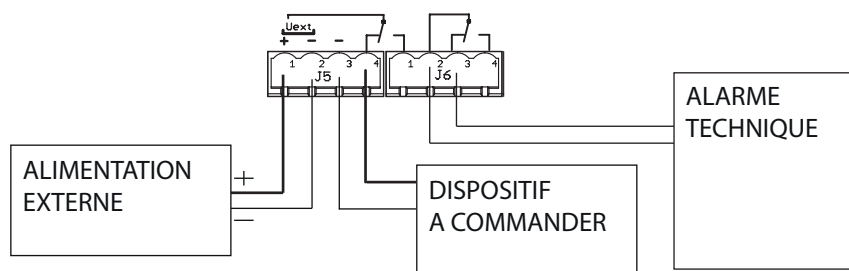 Uext
+ − −
1 2 3 4 1 2 3 4
J5 J6
ALARME
TECHNIQUE
ALIMENTATION
EXTERNE
+
−
DISPOSITIF
A COMMANDER